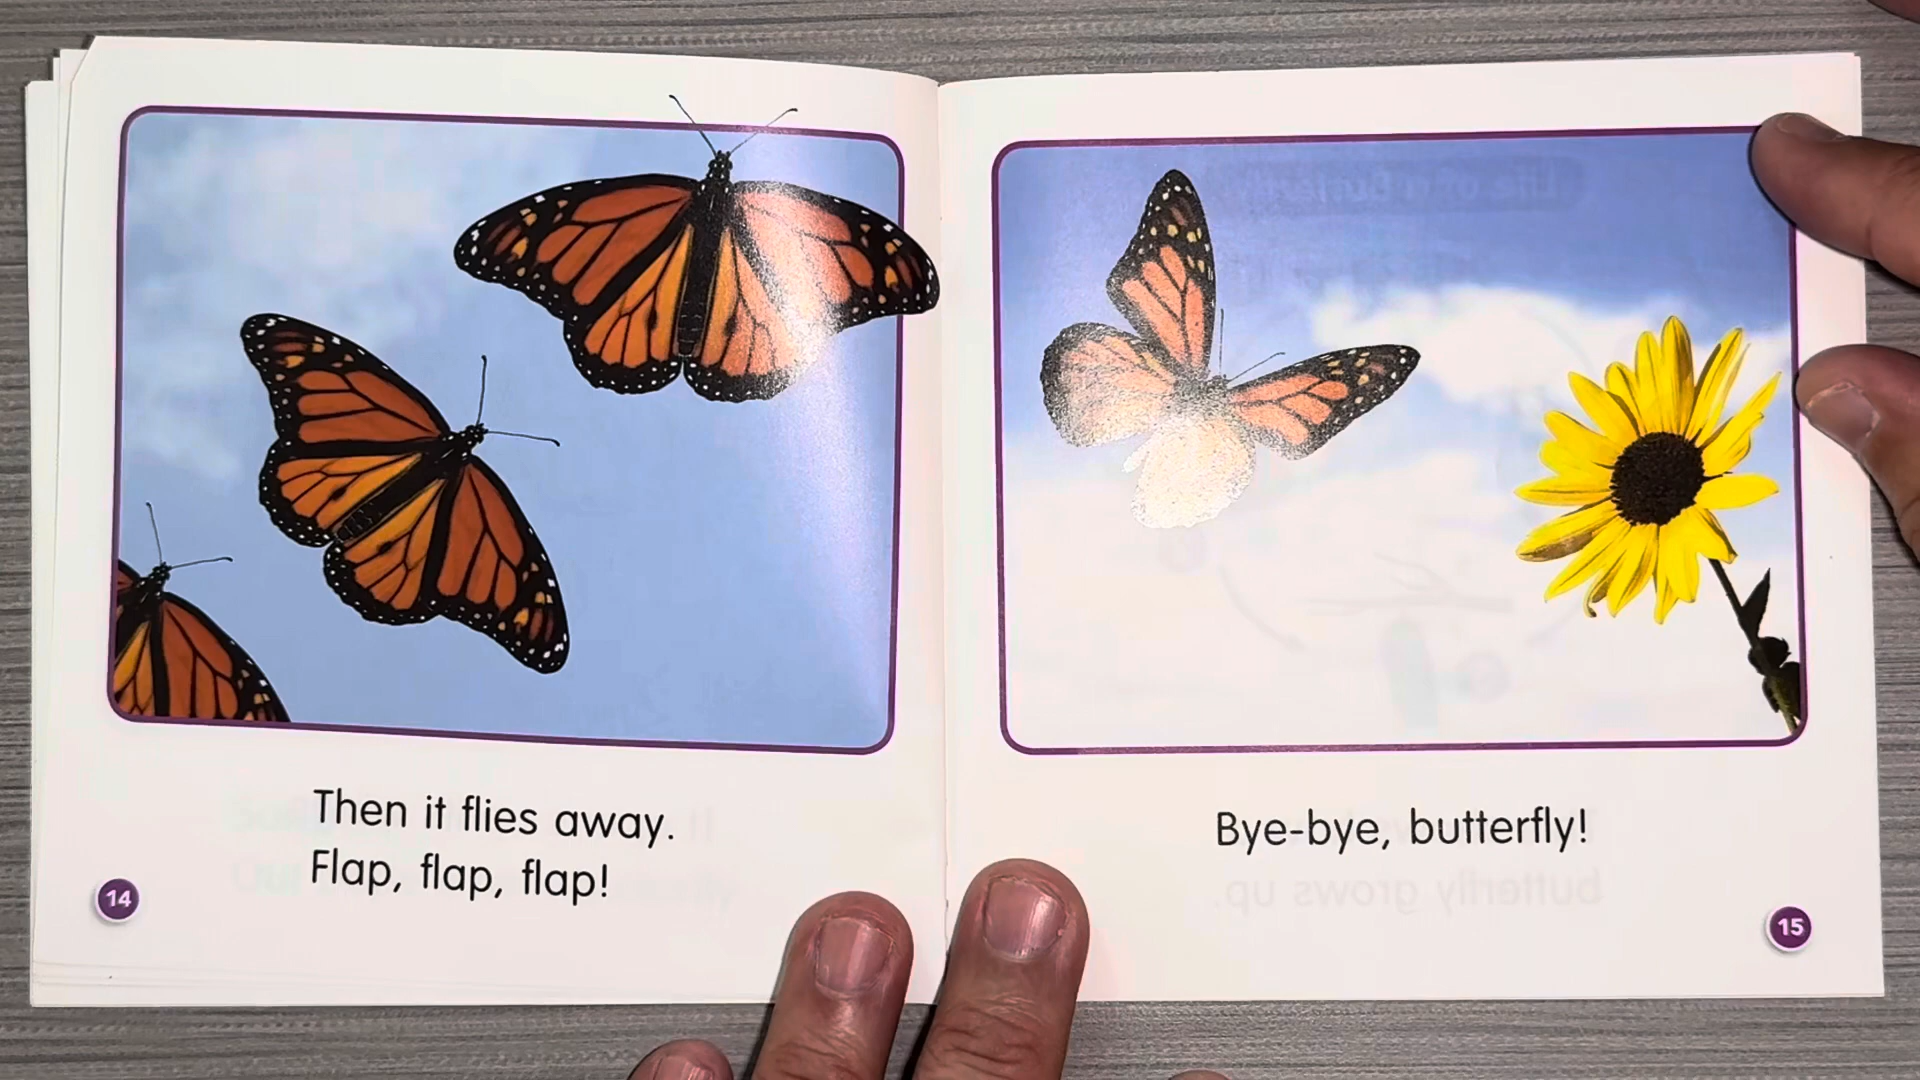 Then it flies away.
Flap, flap, flap!
14
Bye-bye, butterfly!
15